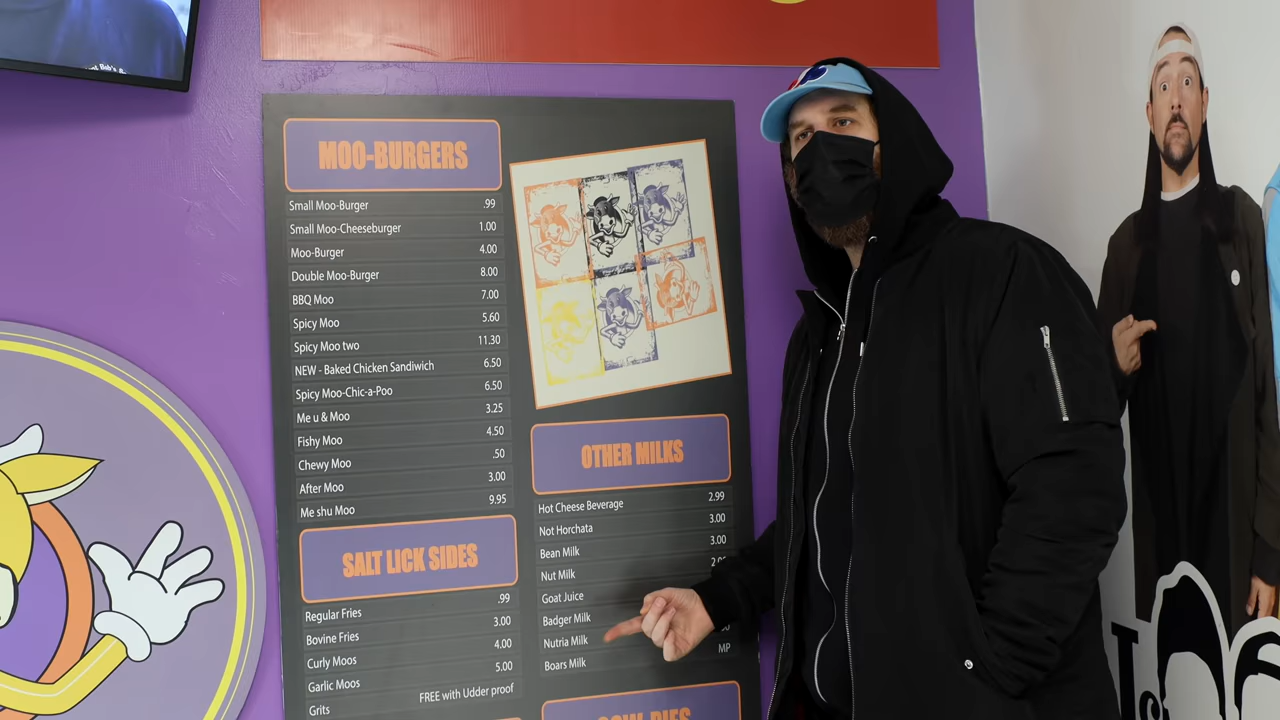 MOO-BURGERS
Small Moo-Burger .99
Small Moo-Cheeseburger 1.00
Moo-Burger 4.00
Double Moo-Burger 8.00
BBQ Moo 7.00
Spicy Moo 5.60
Spicy Moo two 11.30
NEW - Baked Chicken Sandiwich 6.50
Spicy Moo-Chic-a-Poo 6.50
Me u & Moo 3.25
Fishy Moo 4.50
Chewy Moo .50
After Moo 3.00
Me shu Moo 9.95
SALT LICK SIDES
Regular Fries .99
Bovine Fries 3.00
Curly Moos 4.00
Garlic Moos 5.00
Grits FREE with Udder proof
OTHER MILKS
Hot Cheese Beverage 2.99
Not Horchata 3.00
Bean Milk 3.00
Nut Milk
Goat Juice
Badger Milk
Nutria Milk
Boars Milk MP
COW-PIES